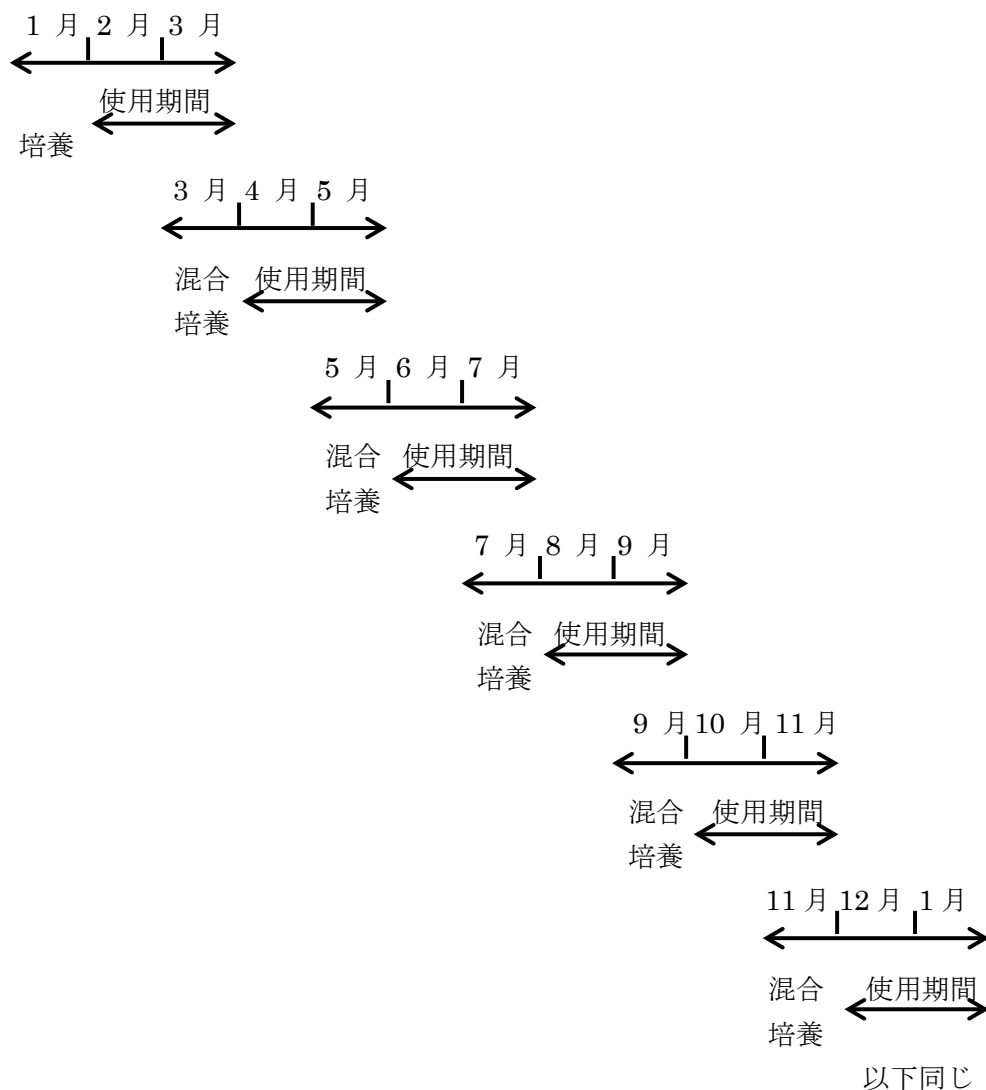 1 月 2 月 3 月
使用期間
培養
3 月 4 月 5 月
混合 使用期間
培養
5 月 6 月 7 月
混合 使用期間
培養
7 月 8 月 9 月
混合 使用期間
培養
9 月 10 月 11 月
混合 使用期間
培養
11 月 12 月 1 月
混合 使用期間
培養
以下同じ